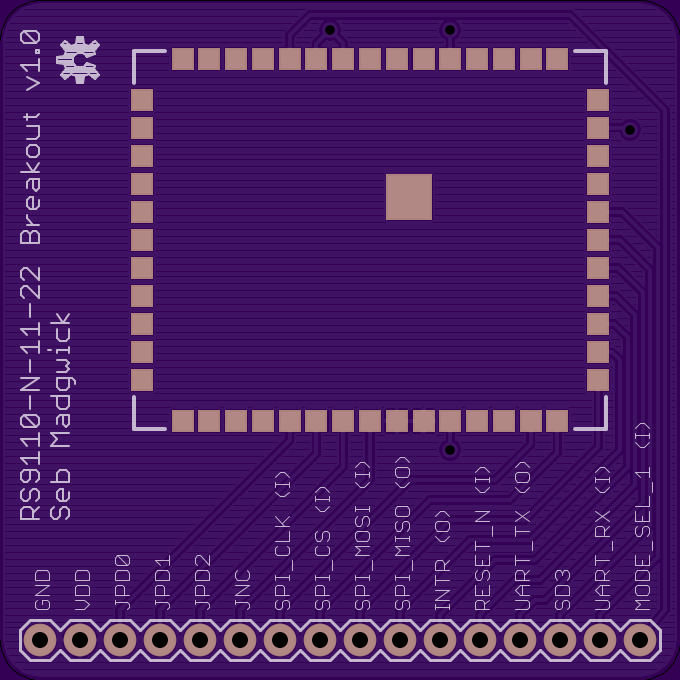 RS9110-N-11-22 Breakout v1.0
Seb Madgwick
GND
VDD
JPD0
JPD1
JPD2
JNC
SPI_CLK (I)
SPI_CS (I)
SPI_MOSI (I)
SPI_MISO (O)
INTR (O)
RESET_N (I)
UART_TX (O)
SD3
UART_RX (I)
MODE_SEL_1 (I)